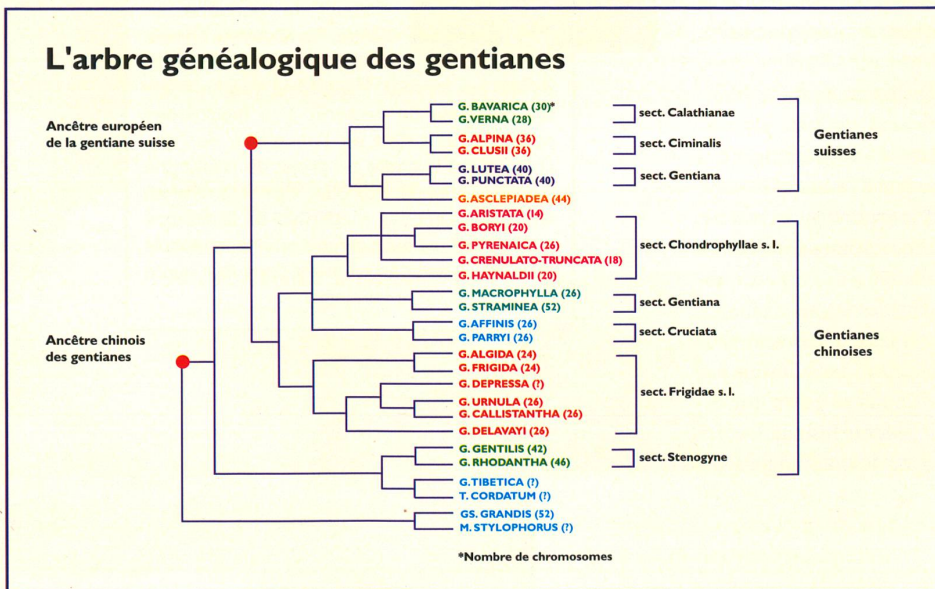 L'arbre généalogique des gentianes
Ancêtre européen
de la gentiane suisse
Ancêtre chinois
des gentianes
G. BAVARICA (30)*
G. VERNA (28)
G. ALPINA (36)
G. CLUSII (36)
G. LUTEA (40)
G. PUNCTATA (40)
G. ASCLEPIADEA (44)
G. ARISTATA (14)
G. BORYI (20)
G. PYRENAICA (26)
G. CRENULATO-TRUNCATA (18)
G. HAYNALDII (20)
G. MACROPHYLLA (26)
G. STRAMINEA (52)
G. AFFINIS (26)
G. PARRYI (26)
G. ALGIDA (24)
G. FRIGIDA (24)
G. DEPRESSA (?)
G. URNULA (26)
G. CALLISTANTHA (26)
G. DELAVAYI (26)
G. GENTILIS (42)
G. RHODANTHA (46)
G. TIBETICA (?)
T. CORDATUM (?)
GS. GRANDIS (52)
M. STYLOPHORUS (?)
sect. Calathianae
sect. Ciminalis
sect. Gentiana
sect. Chondrophyllae s. l.
sect. Gentiana
sect. Cruciata
sect. Frigidae s. l.
sect. Stenogyne
Gentianes
suisses
Gentianes
chinoises
*Nombre de chromosomes